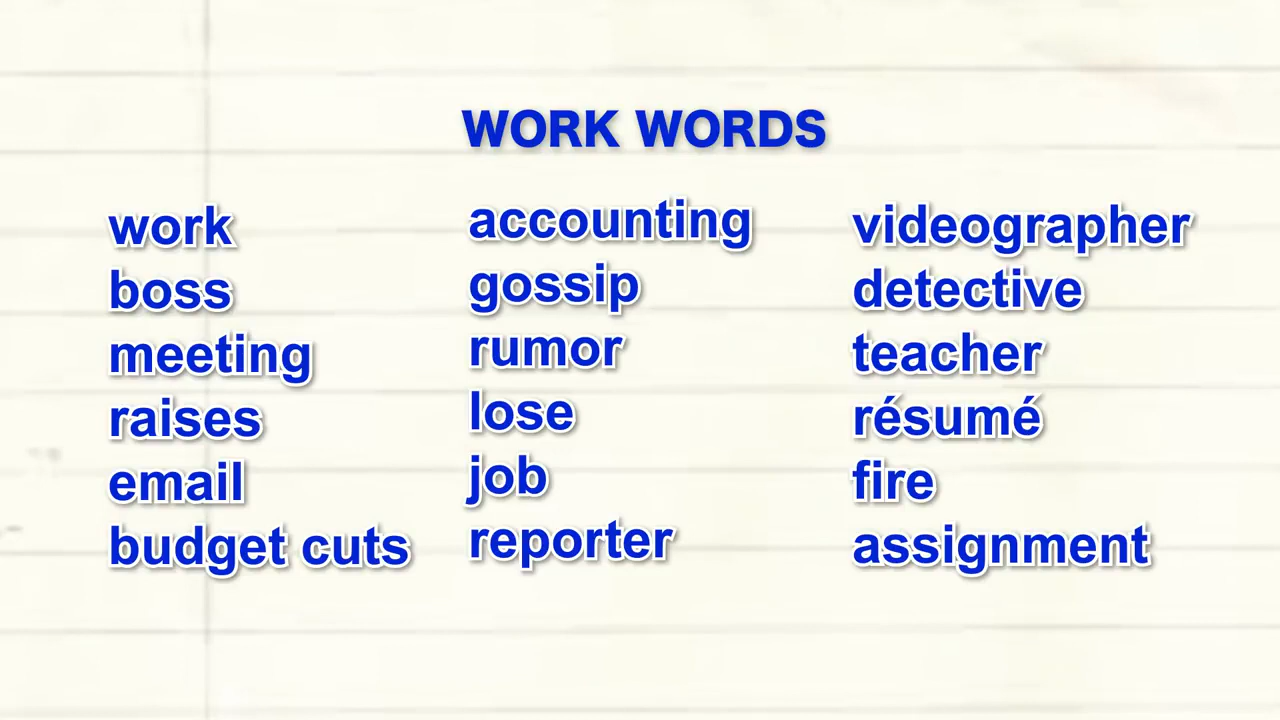 WORK WORDS
work
boss
meeting
raises
email
budget cuts
accounting
gossip
rumor
lose
job
reporter
videographer
detective
teacher
résumé
fire
assignment